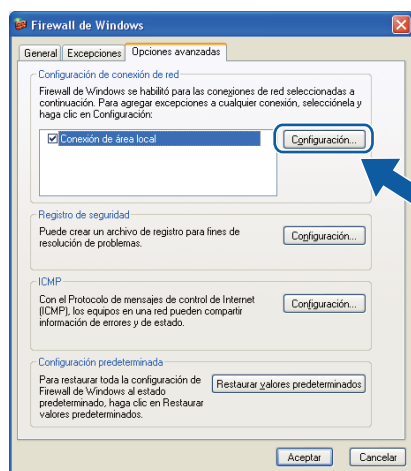 Firewall de Windows
General Excepciones Opciones avanzadas
Configuración de conexión de red
Firewall de Windows se habilitó para las conexiones de red seleccionadas a
continuación. Para agregar excepciones a cualquier conexión, selecciónela y
haga clic en Configuración:
Conexión de área local
Configuración...
Registro de seguridad
Puede crear un archivo de registro para fines de
resolución de problemas.
Configuración...
ICMP
Con el Protocolo de mensajes de control de Internet
(ICMP), los equipos en una red pueden compartir
información de errores y de estado.
Configuración...
Configuración predeterminada
Para restaurar toda la configuración de
Firewall de Windows al estado
predeterminado, haga clic en Restaurar
valores predeterminados.
Restaurar valores predeterminados
Aceptar Cancelar